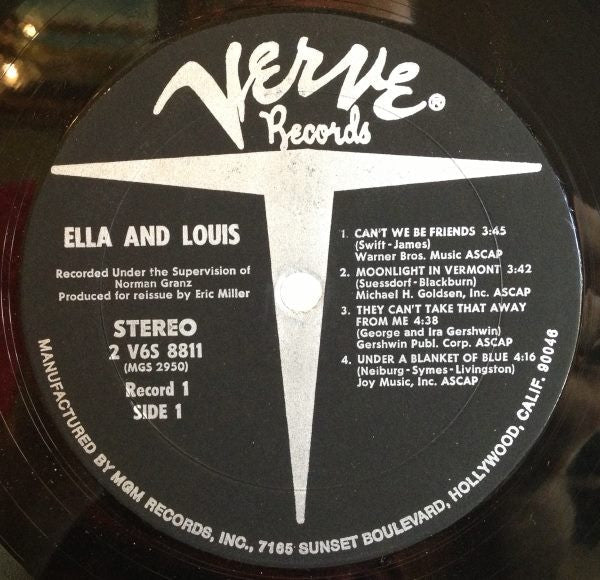 Verve®
Records
ELLA AND LOUIS
Recorded Under the Supervision of
Norman Granz
Produced for reissue by Eric Miller
STEREO
2 V6S 8811
(MGS 2950)
Record 1
SIDE 1
1. CAN'T WE BE FRIENDS 3:45
(Swift-James)
Warner Bros. Music ASCAP
2. MOONLIGHT IN VERMONT 3:42
(Suessdorf-Blackburn)
Michael H. Goldsen, Inc. ASCAP
3. THEY CAN'T TAKE THAT AWAY
FROM ME 4:38
(George and Ira Gershwin)
Gershwin Publ. Corp. ASCAP
4. UNDER A BLANKET OF BLUE 4:16
(Neiburg-Symes-Livingston)
Joy Music, Inc. ASCAP
MANUFACTURED BY MGM RECORDS, INC., 7165 SUNSET BOULEVARD, HOLLYWOOD, CALIF. 90046